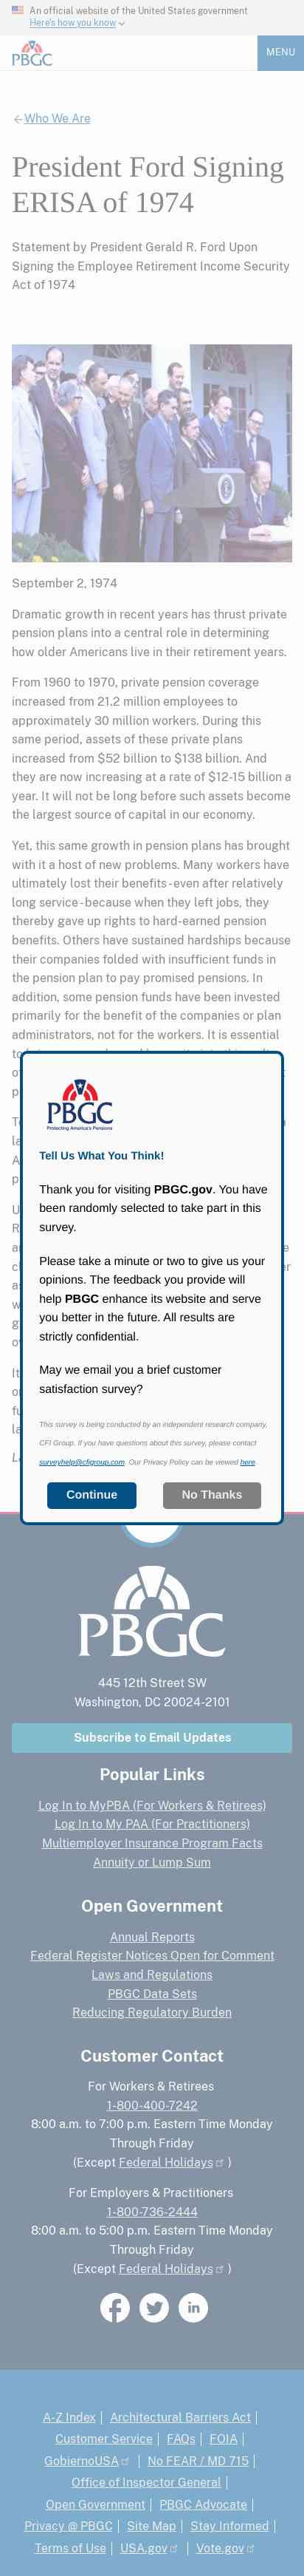 An official website of the United States government
Here's how you know
PBGC
MENU
Who We Are
President Ford Signing
ERISA of 1974
Statement by President Gerald R. Ford Upon
Signing the Employee Retirement Income Security
Act of 1974
September 2, 1974
Dramatic growth in recent years has thrust private
pension plans into a central role in determining
how older Americans live in their retirement years.
From 1960 to 1970, private pension coverage
increased from 21.2 million employees to
approximately 30 million workers. During this
same period, assets of these private plans
increased from $52 billion to $138 billion. And
they are now increasing at a rate of $12-15 billion a
year. It will not be long before such assets become
the largest source of capital in our economy.
Yet, this same growth in pension plans has brought
with it a host of new problems. Many workers have
ultimately lost their benefits-even after relatively
long service-because when they left jobs, they
thereby gave up rights to hard-earned pension
benefits. Others have sustained hardships because
their companies folded with insufficient funds in
the pension plan to pay promised pensions. In
addition, some pension funds have been invested
primarily for the benefit of the companies or plan
administrators, not for the workers. It is essential
PBGC
Protecting America's Pensions
Tell Us What You Think!
Thank you for visiting PBGC.gov. You have
been randomly selected to take part in this
survey.
Please take a minute or two to give us your
opinions. The feedback you provide will
help PBGC enhance its website and serve
you better in the future. All results are
strictly confidential.
May we email you a brief customer
satisfaction survey?
This survey is being conducted by an independent research company,
CFI Group. If you have questions about this survey, please contact
surveyhelp@cfigroup.com. Our Privacy Policy can be viewed here.
Continue
No Thanks
PBGC
445 12th Street SW
Washington, DC 20024-2101
Subscribe to Email Updates
Popular Links
Log In to MyPBA (For Workers & Retirees)
Log In to My PAA (For Practitioners)
Multiemployer Insurance Program Facts
Annuity or Lump Sum
Open Government
Annual Reports
Federal Register Notices Open for Comment
Laws and Regulations
PBGC Data Sets
Reducing Regulatory Burden
Customer Contact
For Workers & Retirees
1-800-400-7242
8:00 a.m. to 7:00 p.m. Eastern Time Monday
Through Friday
(Except Federal Holidays )
For Employers & Practitioners
1-800-736-2444
8:00 a.m. to 5:00 p.m. Eastern Time Monday
Through Friday
(Except Federal Holidays )
in
A-Z Index | Architectural Barriers Act |
Customer Service | FAQs | FOIA |
GobiernoUSA | No FEAR / MD 715 |
Office of Inspector General |
Open Government | PBGC Advocate |
Privacy @ PBGC | Site Map | Stay Informed |
Terms of Use | USA.gov | Vote.gov